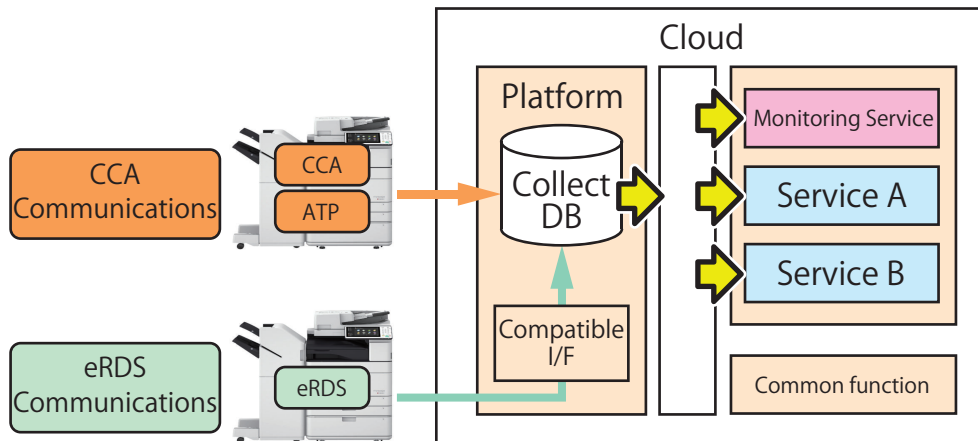 Cloud
Platform
Collect
DB
Compatible
I/F
Monitoring Service
Service A
Service B
Common function
CCA
Communications
CCA
ATP
eRDS
Communications
eRDS